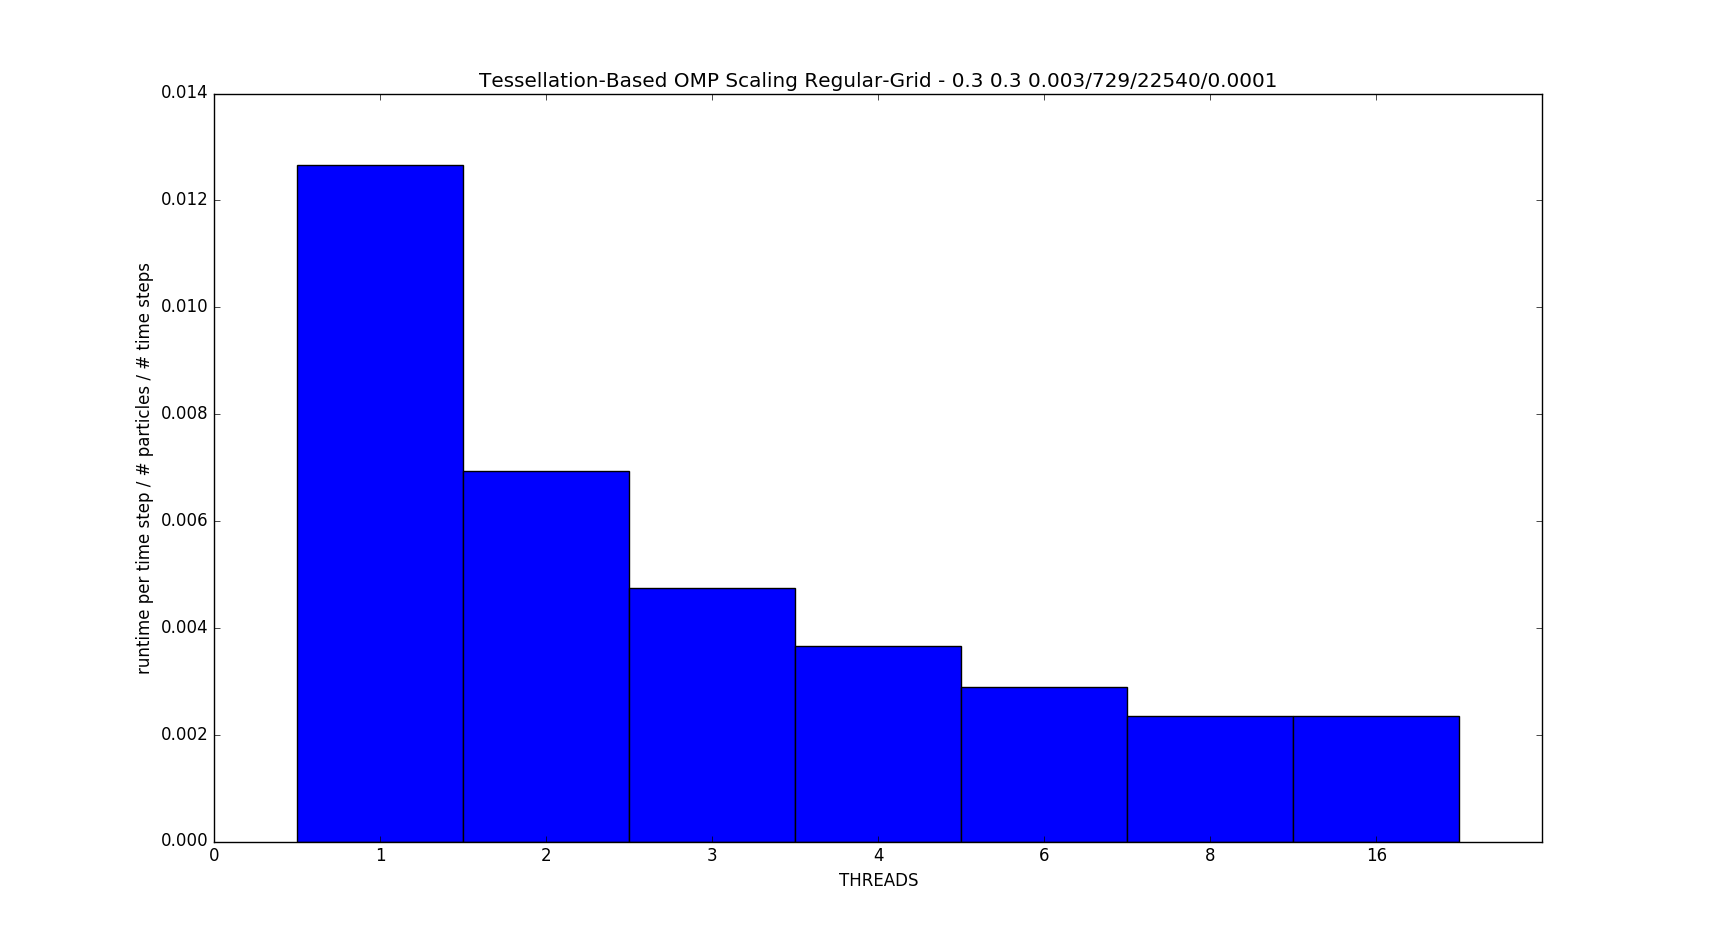 Tessellation-Based OMP Scaling Regular-Grid - 0.3 0.3 0.003/729/22540/0.0001
0.014
0.012
0.010
0.008
0.006
0.004
0.002
0.000
runtime per time step / # particles / # time steps
0 1 2 3 4 6 8 16
THREADS